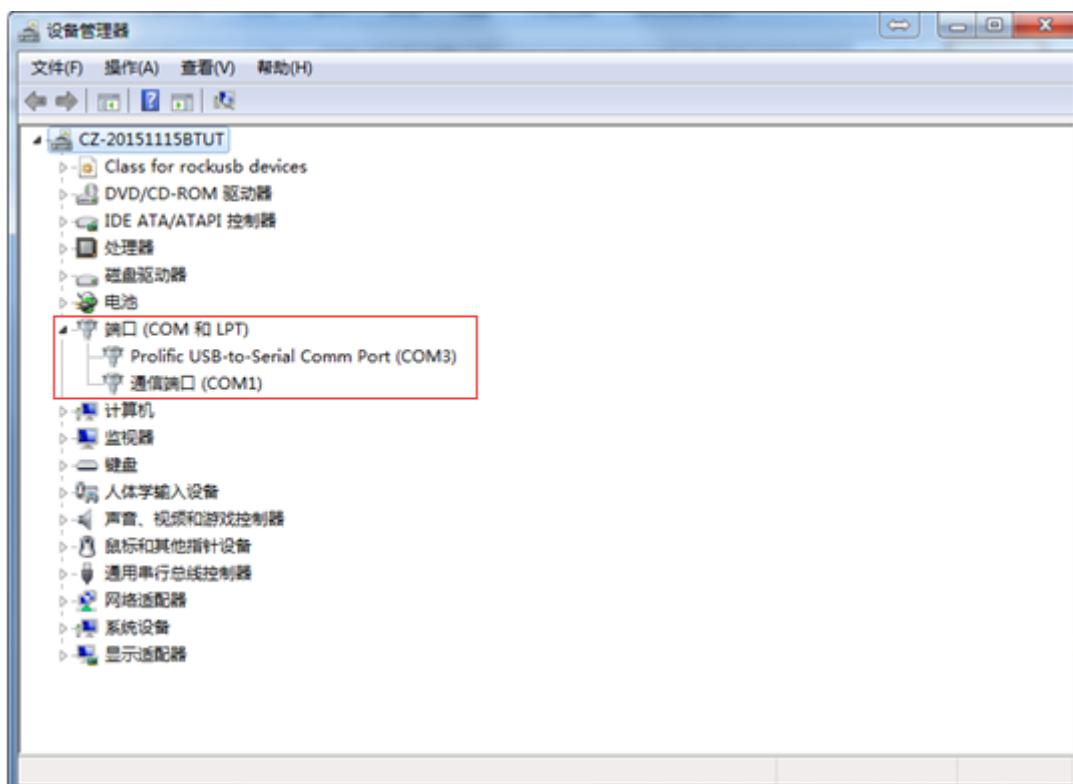 设备管理器
文件(F) 操作(A) 查看(V) 帮助(H)
CZ-20151115BTUT
Class for rockusb devices
DVD/CD-ROM 驱动器
IDE ATA/ATAPI 控制器
处理器
磁盘驱动器
电池
端口 (COM 和 LPT)
Prolific USB-to-Serial Comm Port (COM3)
通信端口 (COM1)
计算机
监视器
键盘
人体学输入设备
声音、视频和游戏控制器
鼠标和其他指针设备
通用串行总线控制器
网络适配器
系统设备
显示适配器